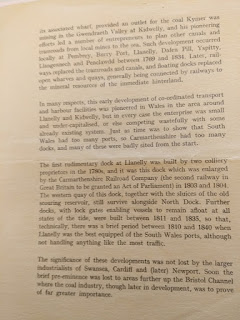 its associated wharf, provided an outlet for the coal Kymer was
mining in the Gwendraeth Valley at Kidwelly, and his pioneering
efforts led a number of entrepreneurs to plan other canals and
tramroads from local mines to the sea. Such development occurred
locally at Pembrey, Burry Port, Llanelly, Dafen Pill, Yspitty,
Llangennech and Penclawdd between 1769 and 1834. Later, rail-
ways replaced the tramroads and canals, and floating docks replaced
open wharves and quays, generally being connected by railways to
the mineral resources of the immediate hinterland.
In many respects, this early development of co-ordinated transport
and harbour facilities was pioneered in Wales in the area around
Llanelly and Kidwelly, but in every case the enterprise was small
and under-capitalised, or else competing wastefully with some
already existing system. Just as time was to show that South
Wales had too many ports, so Carmarthenshire had too many
docks, and many of these were badly sited from the start.
The first rudimentary dock at Llanelly was built by two colliery
proprietors in the 1780s, and it was this dock which was enlarged
by the Carmarthenshire Railroad Company (the second railway in
Great Britain to be granted an Act of Parliament) in 1803 and 1804.
The western quay of this dock, together with the sluices of the old
scouring reservoir, still survive alongside North Dock. Further
docks, with lock gates enabling vessels to remain afloat at all
states of the tide, were built between 1811 and 1835, so that,
technically, there was a brief period between 1810 and 1840 when
Llanelly was the best equipped of the South Wales ports, although
not handling anything like the most traffic.
The significance of these developments was not lost by the larger
industrialists of Swansea, Cardiff and (later) Newport. Soon the
brief pre-eminence was lost to areas further up the Bristol Channel
where the coal industry, though later in development, was to prove
of far greater importance.